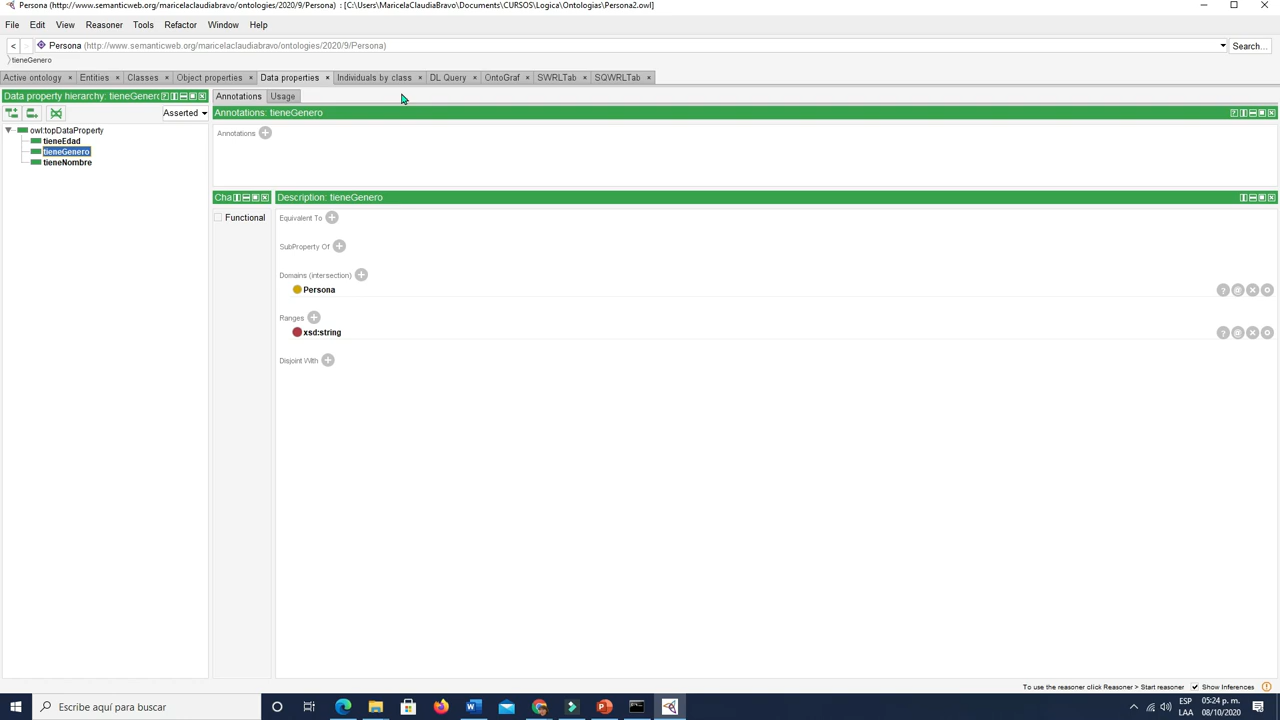 Persona (http://www.semanticweb.org/maricelaclaudiabravo/ontologies/2020/9/Persona) : [C:\Users\MaricelaClaudiaBravo\Documents\CURSOS\Logica\Ontologias\Persona2.owl]
File Edit View Reasoner Tools Refactor Window Help
< > Persona (http://www.semanticweb.org/maricelaclaudiabravo/ontologies/2020/9/Persona) Search...
tieneGenero
Active ontology × Entities × Classes × Object properties × Data properties × Individuals by class × DL Query × OntoGraf × SWRLTab × SQWRLTab ×
Data property hierarchy: tieneGenero
Annotations Usage
Annotations: tieneGenero
Asserted
Annotations
owl:topDataProperty
tieneEdad
tieneGenero
tieneNombre
Cha
Description: tieneGenero
Functional
Equivalent To
SubProperty Of
Domains (intersection)
Persona
Ranges
xsd:string
Disjoint With
To use the reasoner click Reasoner > Start reasoner Show Inferences
Escribe aquí para buscar
ESP
LAA
05:24 p. m.
08/10/2020